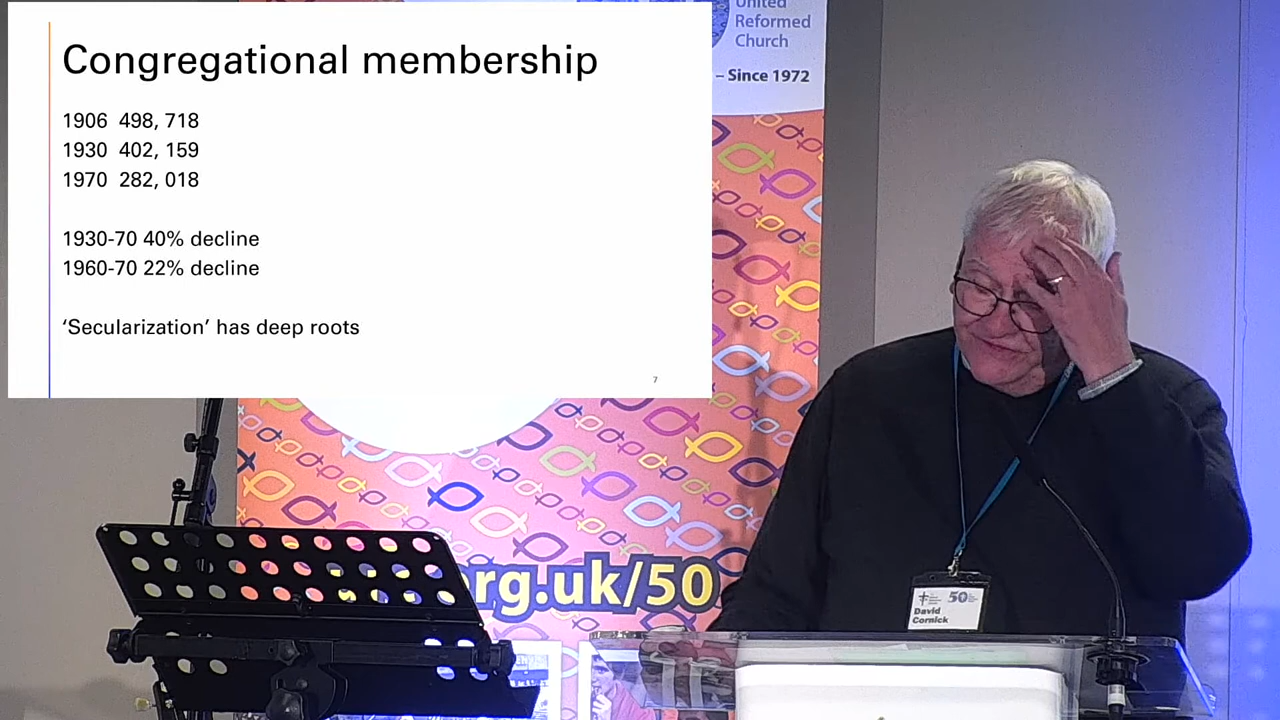 Congregational membership
1906 498, 718
1930 402, 159
1970 282, 018
1930-70 40% decline
1960-70 22% decline
‘Secularization’ has deep roots
7
United
Reformed
Church
– Since 1972
org.uk/50
50
David
Cornick